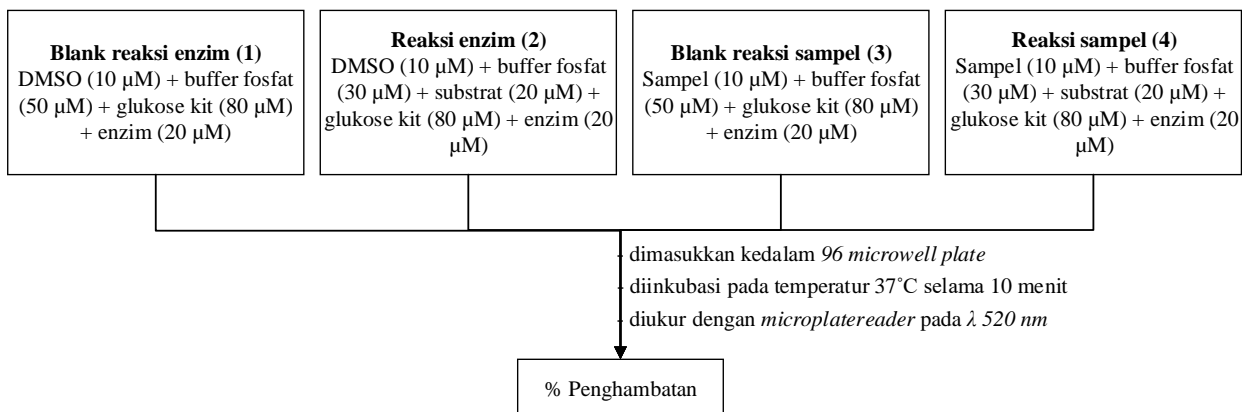 Blank reaksi enzim (1)
DMSO (10 μM) + buffer fosfat
(50 μM) + glukose kit (80 μM)
+ enzim (20 μM)
Reaksi enzim (2)
DMSO (10 μM) + buffer fosfat
(30 μM) + substrat (20 μM) +
glukose kit (80 μM) + enzim (20
μM)
Blank reaksi sampel (3)
Sampel (10 μM) + buffer fosfat
(50 μM) + glukose kit (80 μM)
+ enzim (20 μM)
Reaksi sampel (4)
Sampel (10 μM) + buffer fosfat
(30 μM) + substrat (20 μM) +
glukose kit (80 μM) + enzim (20
μM)
- dimasukkan kedalam 96 microwell plate
- diinkubasi pada temperatur 37˚C selama 10 menit
- diukur dengan microplatereader pada λ 520 nm
% Penghambatan